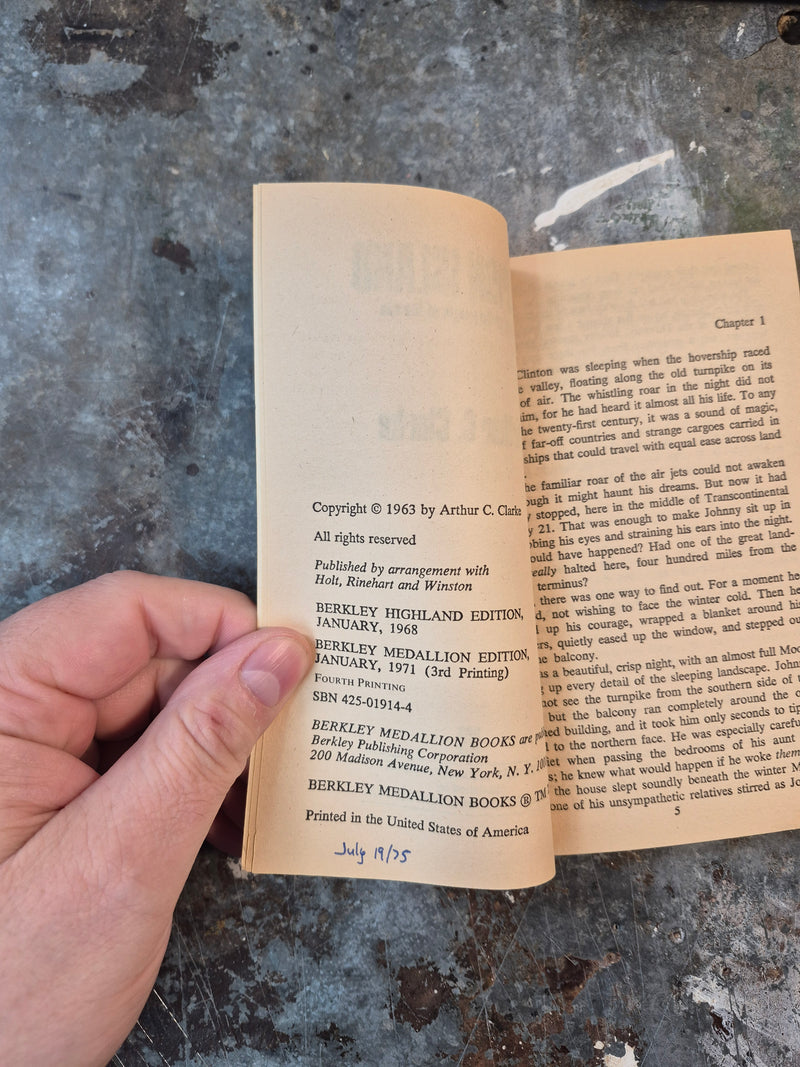 Copyright © 1963 by Arthur C. Clarke
All rights reserved
Published by arrangement with
Holt, Rinehart and Winston
BERKLEY HIGHLAND EDITION,
JANUARY, 1968
BERKLEY MEDALLION EDITION,
JANUARY, 1971 (3rd Printing)
FOURTH PRINTING
SBN 425-01914-4
BERKLEY MEDALLION BOOKS are
Berkley Publishing Corporation
200 Madison Avenue, New York, N. Y.
BERKLEY MEDALLION BOOKS ® TM
Printed in the United States of America
July 19/75
Chapter 1
Clinton was sleeping when the hovership raced
valley, floating along the old turnpike on its
of air. The whistling roar in the night did not
for he had heard it almost all his life. To any
twenty-first century, it was a sound of magic,
far-off countries and strange cargoes carried in
ships that could travel with equal ease across land
familiar roar of the air jets could not awaken
it might haunt his dreams. But now it had
stopped, here in the middle of Transcontinental
21. That was enough to make Johnny sit up in
his eyes and straining his ears into the night.
have happened? Had one of the great land-
halted here, four hundred miles from the
terminus?
there was one way to find out. For a moment he
not wishing to face the winter cold. Then he
up his courage, wrapped a blanket around his
quietly eased up the window, and stepped
balcony.
a beautiful, crisp night, with an almost full
up every detail of the sleeping landscape.
not see the turnpike from the southern side of
but the balcony ran completely around the
building, and it took him only seconds to
to the northern face. He was especially
when passing the bedrooms of his aunt
he knew what would happen if he woke
the house slept soundly beneath the winter
one of his unsympathetic relatives stirred as
5